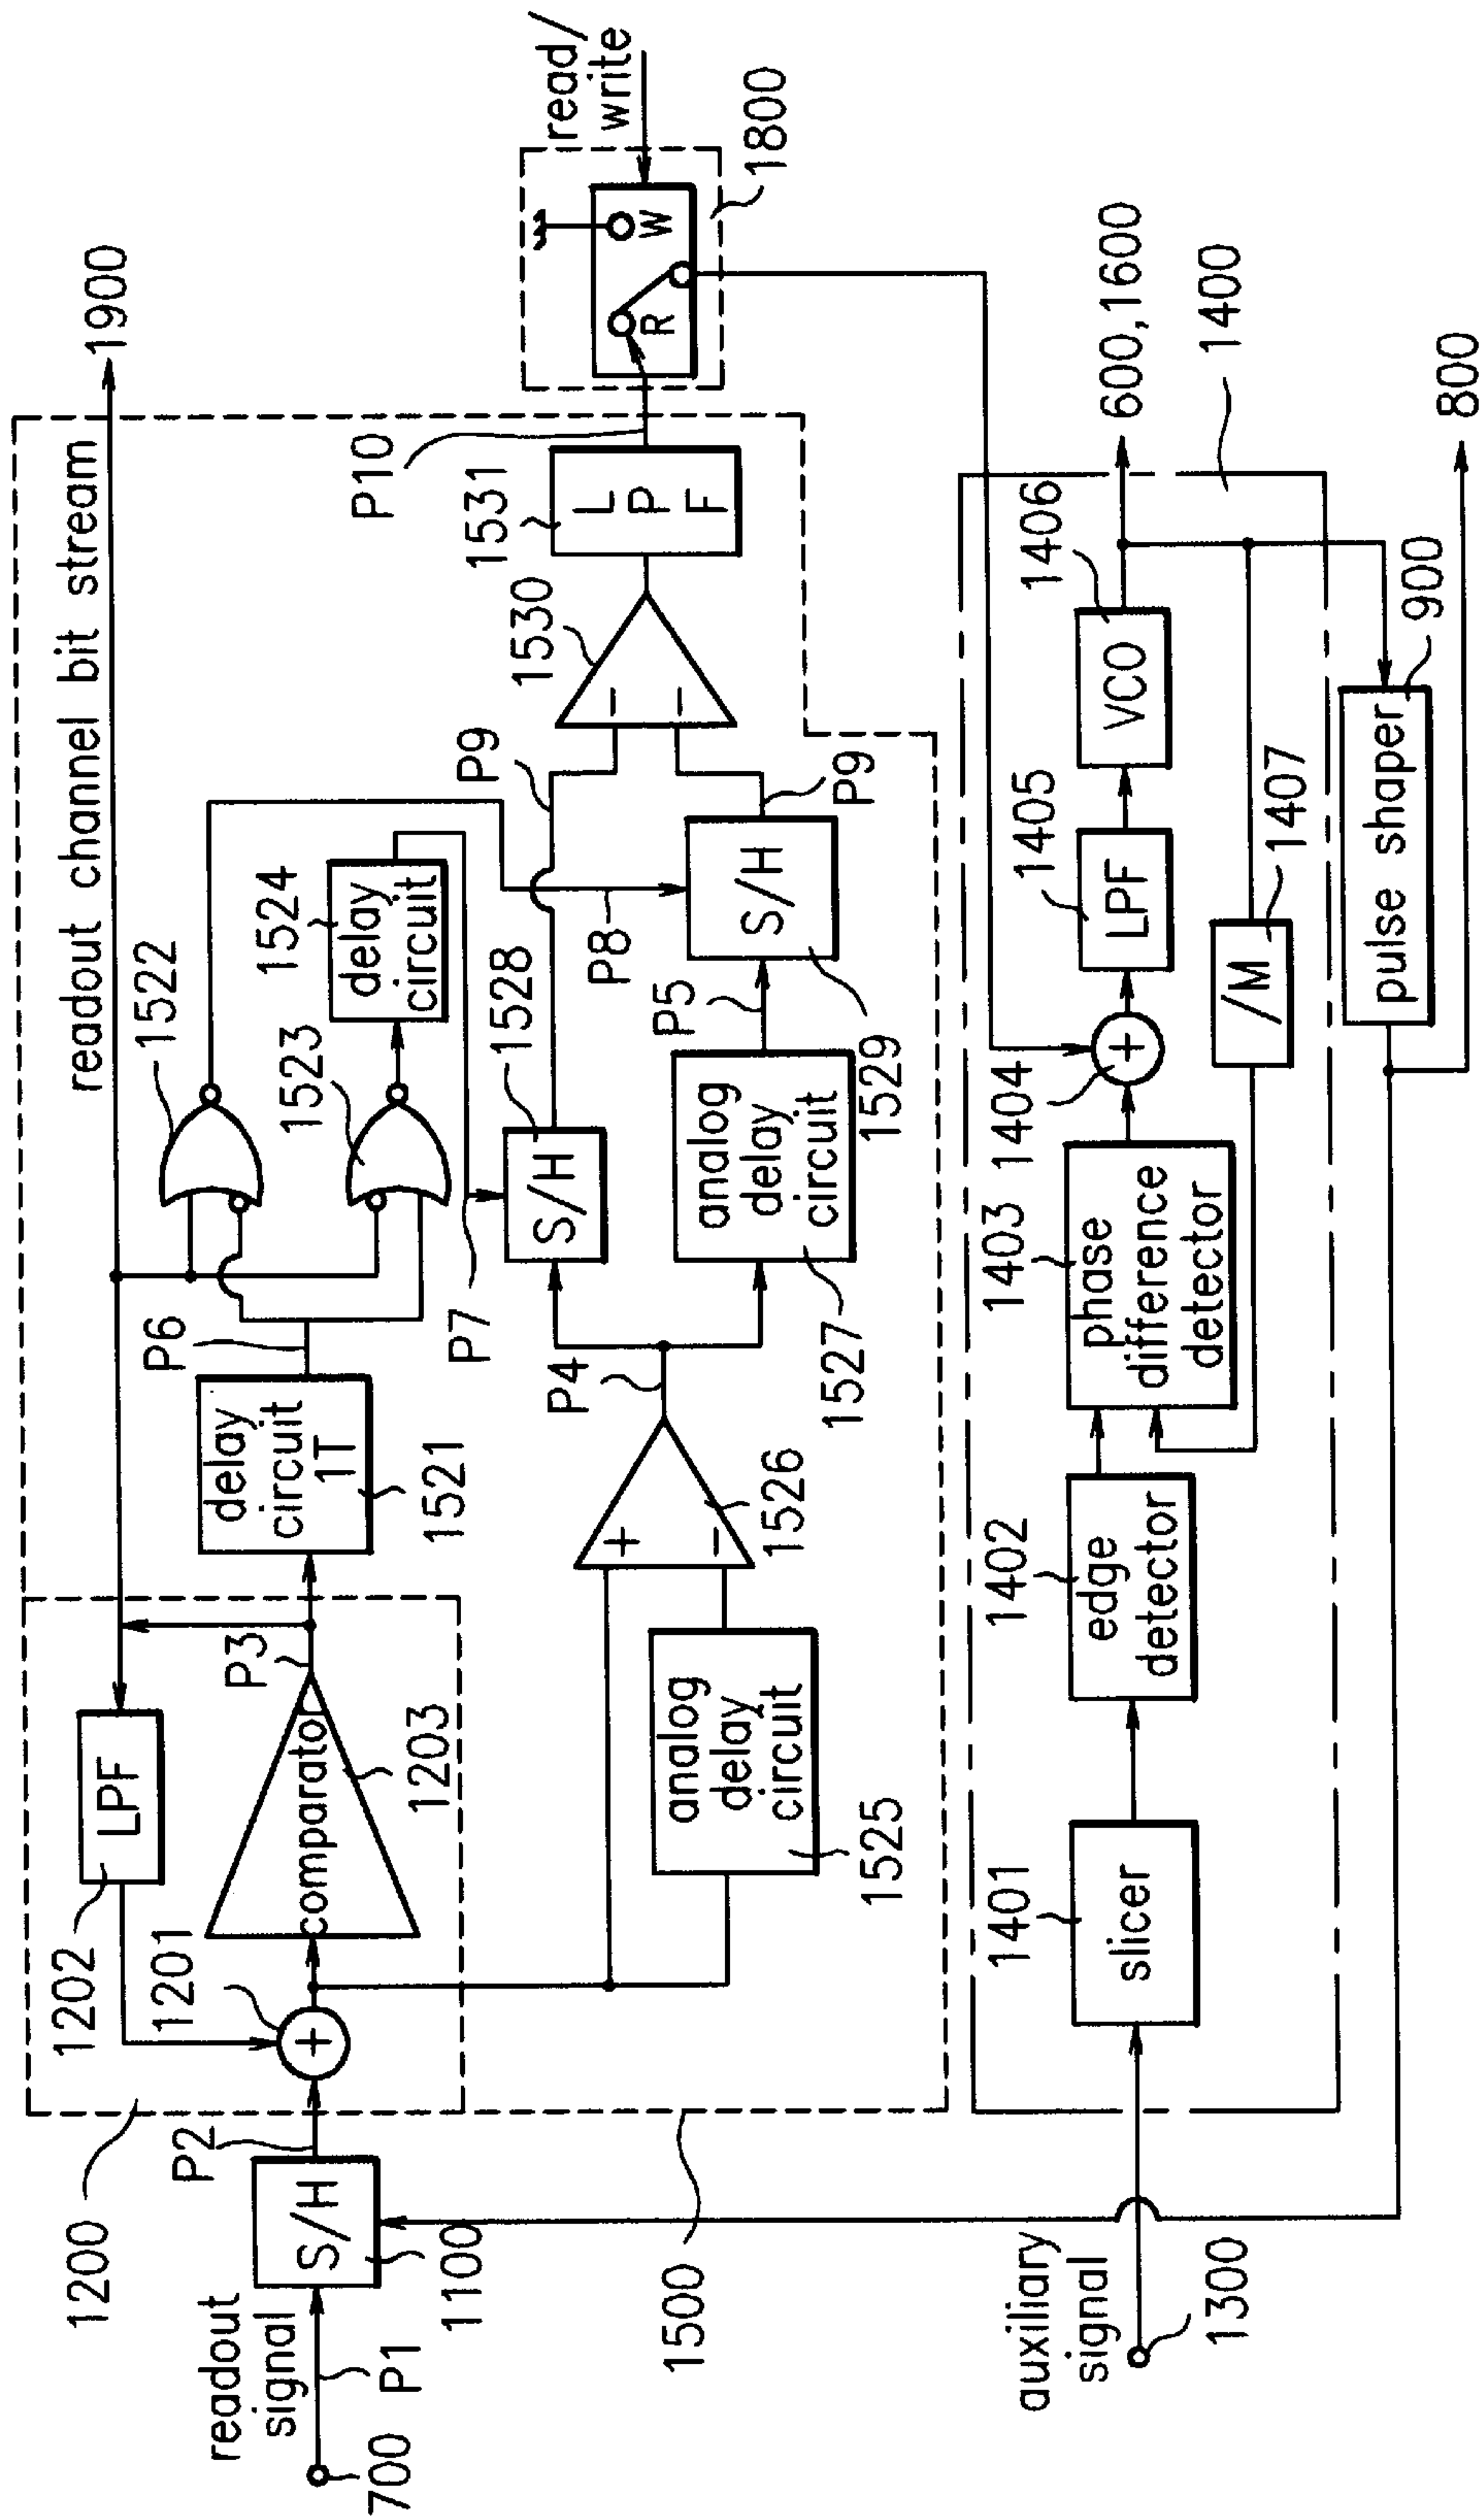 readout
signal
700
P1
1100
S/H
P2
1200
1500
1202
LPF
1201
+
comparator
1203
P3
readout channel bit stream
1900
delay
circuit
1T
1521
P6
1522
1523
1524
delay
circuit
P7
1528
S/H
P8
P9
analog
delay
circuit
1525
+
−
1526
P4
analog
delay
circuit
1527
P5
S/H
1529
P9
−
−
1530
1531
L
P
F
P10
R
W
read/
write
1800
auxiliary
signal
1300
1401
slicer
1402
edge
detector
1403
phase
difference
detector
1404
+
1405
LPF
1406
VCO
600,1600
1400
/M
1407
pulse shaper
900
800